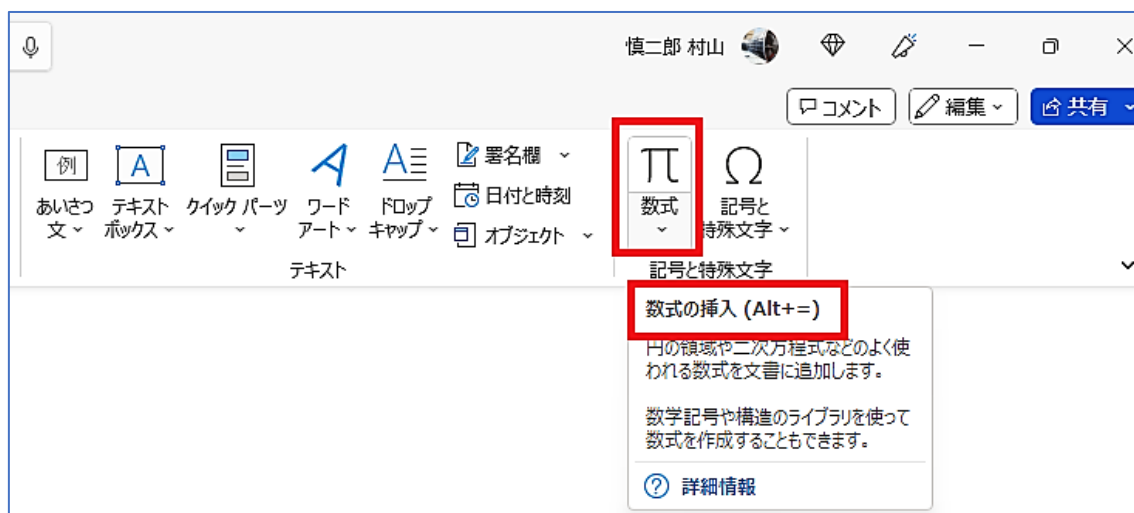 慎二郎 村山
コメント
編集
共有
例
A
あいさつ
文
テキスト
ボックス
クイック パーツ
ワード
アート
ドロップ
キャップ
署名欄
日付と時刻
オブジェクト
テキスト
π
数式
Ω
記号と
特殊文字
記号と特殊文字
数式の挿入 (Alt+=)
円の領域や二次方程式などのよく使
われる数式を文書に追加します。
数学記号や構造のライブラリを使って
数式を作成することもできます。
詳細情報